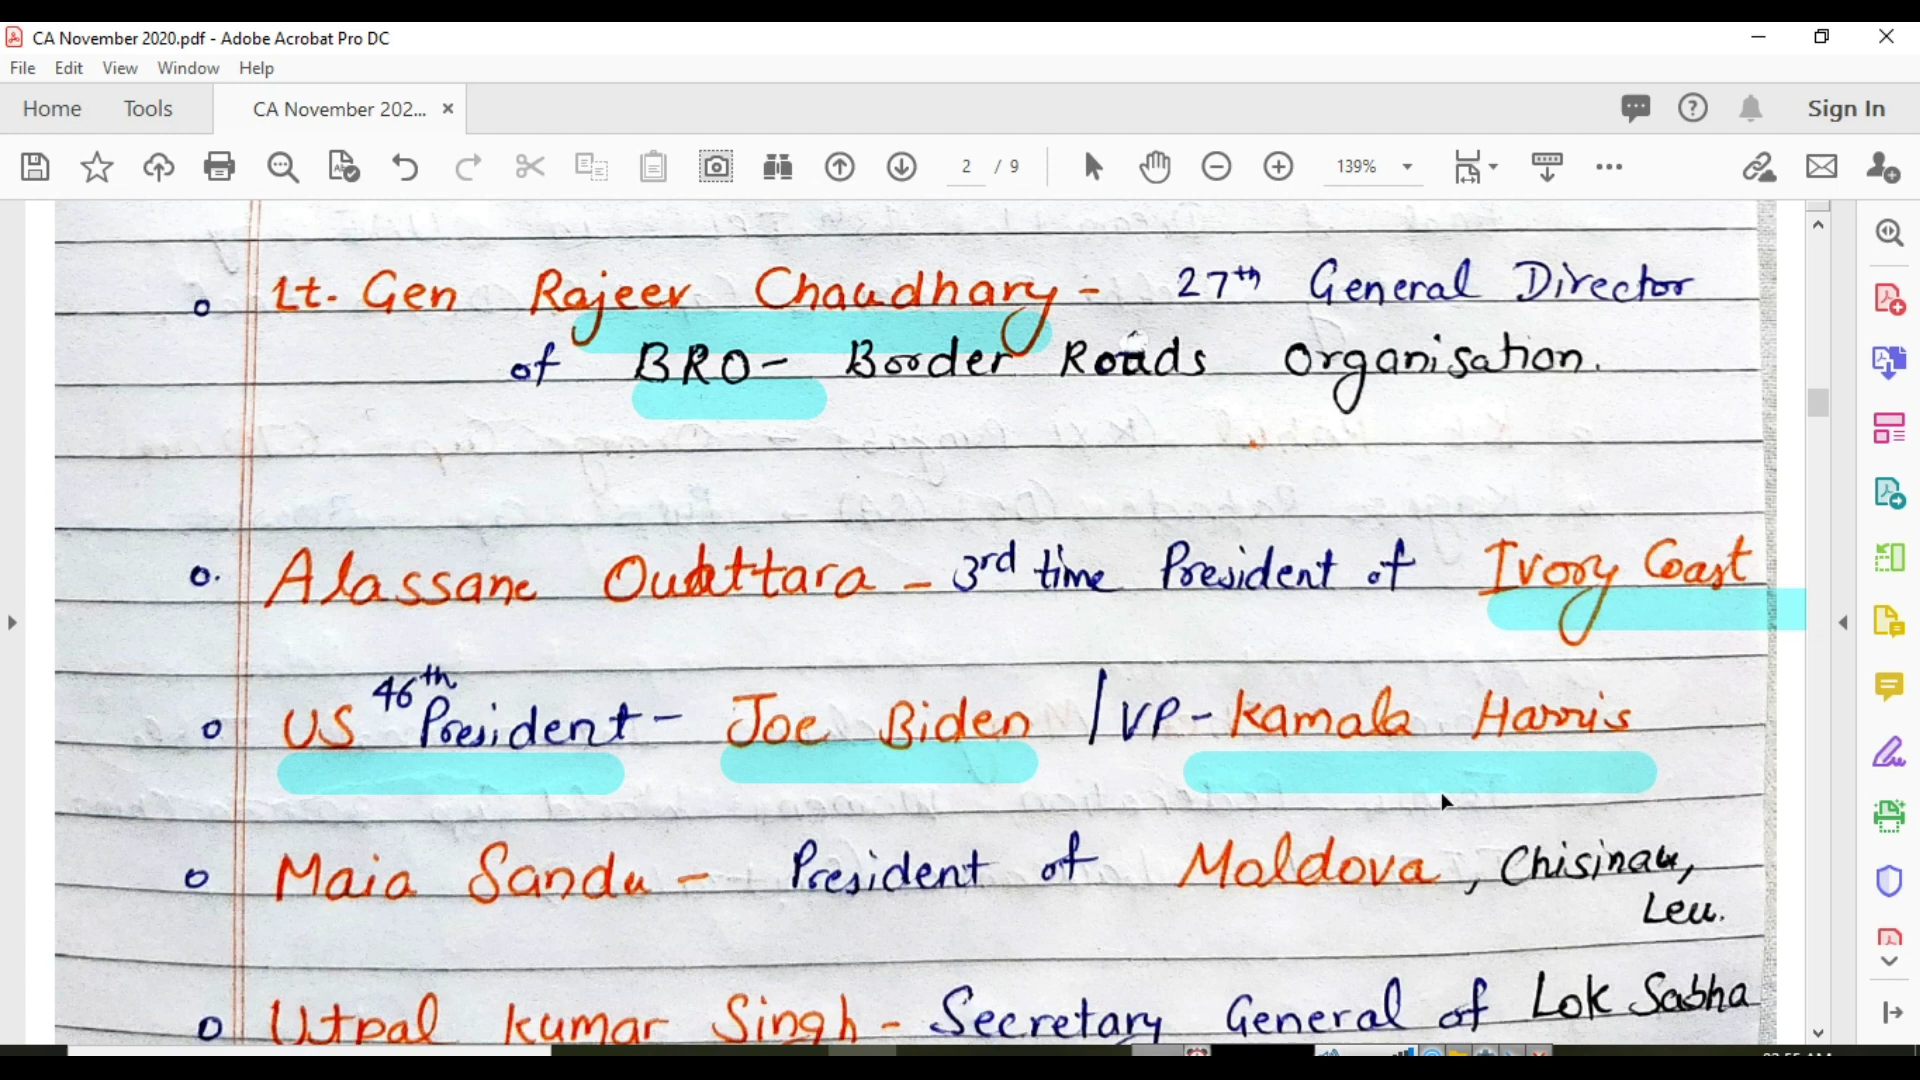 CA November 2020.pdf - Adobe Acrobat Pro DC
File Edit View Window Help
Home Tools CA November 202... × Sign In
2 / 9 139%
Lt. Gen Rajeev Chaudhary - 27th General Director
of BRO - Border Roads Organisation.
Alassane Ouattara - 3rd time President of Ivory Coast
US 46th President - Joe Biden / VP - Kamala Harris
Maia Sandu - President of Moldova, Chisinau,
Leu.
Utpal Kumar Singh - Secretary General of Lok Sabha